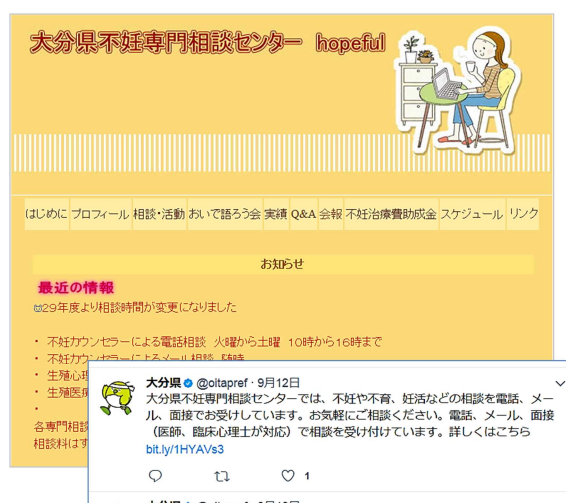 大分県不妊専門相談センター hopeful
はじめに プロフィール 相談・活動 おいで語ろう会 実績 Q&A 会報 不妊治療費助成金 スケジュール リンク
お知らせ
最近の情報
29年度より相談時間が変更になりました
・ 不妊カウンセラーによる電話相談 火曜から土曜 10時から16時まで
・ 不妊カウンセラーによるメール相談 随時
・ 生殖心理
・ 生殖医療
・
各専門相談
相談料はす
大分県 @oitapref · 9月12日
大分県不妊専門相談センターでは、不妊や不育、妊活などの相談を電話、メー
ル、面接でお受けしています。お気軽にご相談ください。電話、メール、面接
（医師、臨床心理士が対応）で相談を受け付けています。詳しくはこちら
bit.ly/1HYAVs3
1